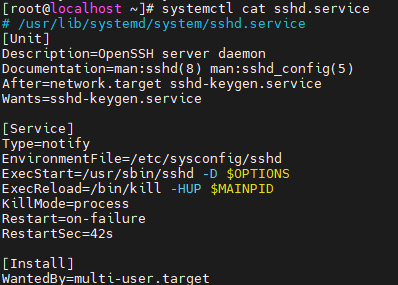 [root@localhost ~]# systemctl cat sshd.service
# /usr/lib/systemd/system/sshd.service
[Unit]
Description=OpenSSH server daemon
Documentation=man:sshd(8) man:sshd_config(5)
After=network.target sshd-keygen.service
Wants=sshd-keygen.service

[Service]
Type=notify
EnvironmentFile=/etc/sysconfig/sshd
ExecStart=/usr/sbin/sshd -D $OPTIONS
ExecReload=/bin/kill -HUP $MAINPID
KillMode=process
Restart=on-failure
RestartSec=42s

[Install]
WantedBy=multi-user.target